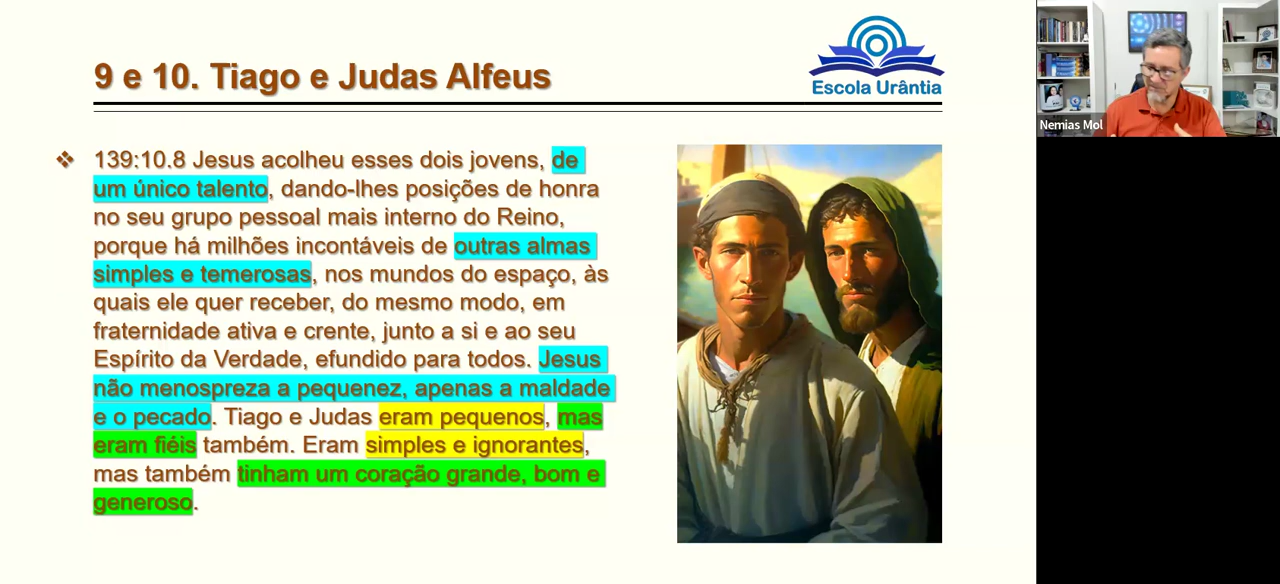 9 e 10. Tiago e Judas Alfeus
Escola Urântia
❖ 139:10.8 Jesus acolheu esses dois jovens, de
um único talento, dando-lhes posições de honra
no seu grupo pessoal mais interno do Reino,
porque há milhões incontáveis de outras almas
simples e temerosas, nos mundos do espaço, às
quais ele quer receber, do mesmo modo, em
fraternidade ativa e crente, junto a si e ao seu
Espírito da Verdade, efundido para todos. Jesus
não menospreza a pequenez, apenas a maldade
e o pecado. Tiago e Judas eram pequenos, mas
eram fiéis também. Eram simples e ignorantes,
mas também tinham um coração grande, bom e
generoso.
Nemias Mol